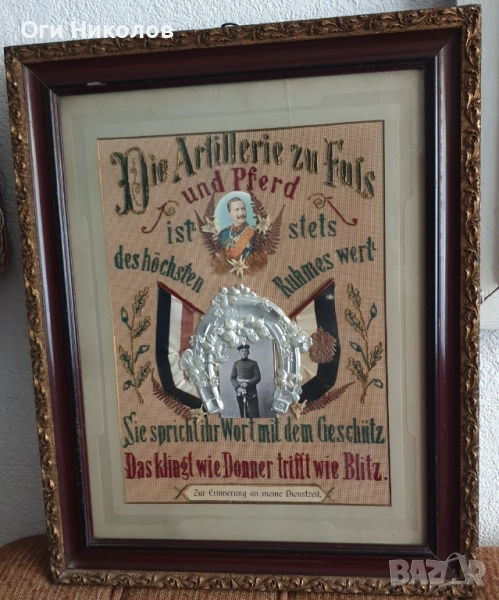 Оги Николов
Die Artillerie zu Fuſs
und Pferd
ist stets
des höchsten Ruhmes wert
Sie spricht ihr Wort mit dem Geschütz
Das klingt wie Donner trifft wie Blitz.
Zur Erinnerung an meine Dienstzeit.
BAZAR.BG